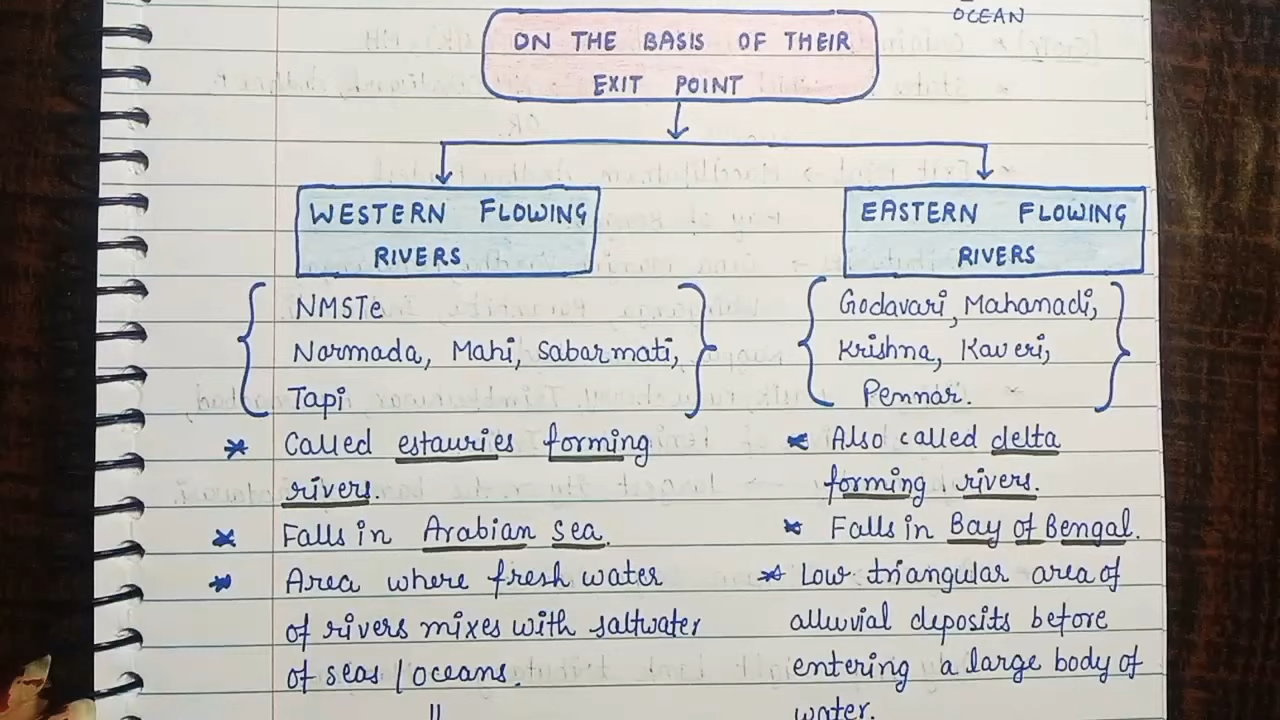 OCEAN
ON THE BASIS OF THEIR
EXIT POINT
WESTERN FLOWING
RIVERS
NMSTe
Narmada, Mahi, Sabarmati,
Tapi
* Called estauries forming
rivers.
* Falls in Arabian sea.
* Area where fresh water
of rivers mixes with saltwater
of seas / oceans.
EASTERN FLOWING
RIVERS
Godavari, Mahanadi,
Krishna, Kaveri,
Pennar.
* Also called delta
forming rivers.
* Falls in Bay of Bengal.
* Low triangular area of
alluvial deposits before
entering a large body of
water.